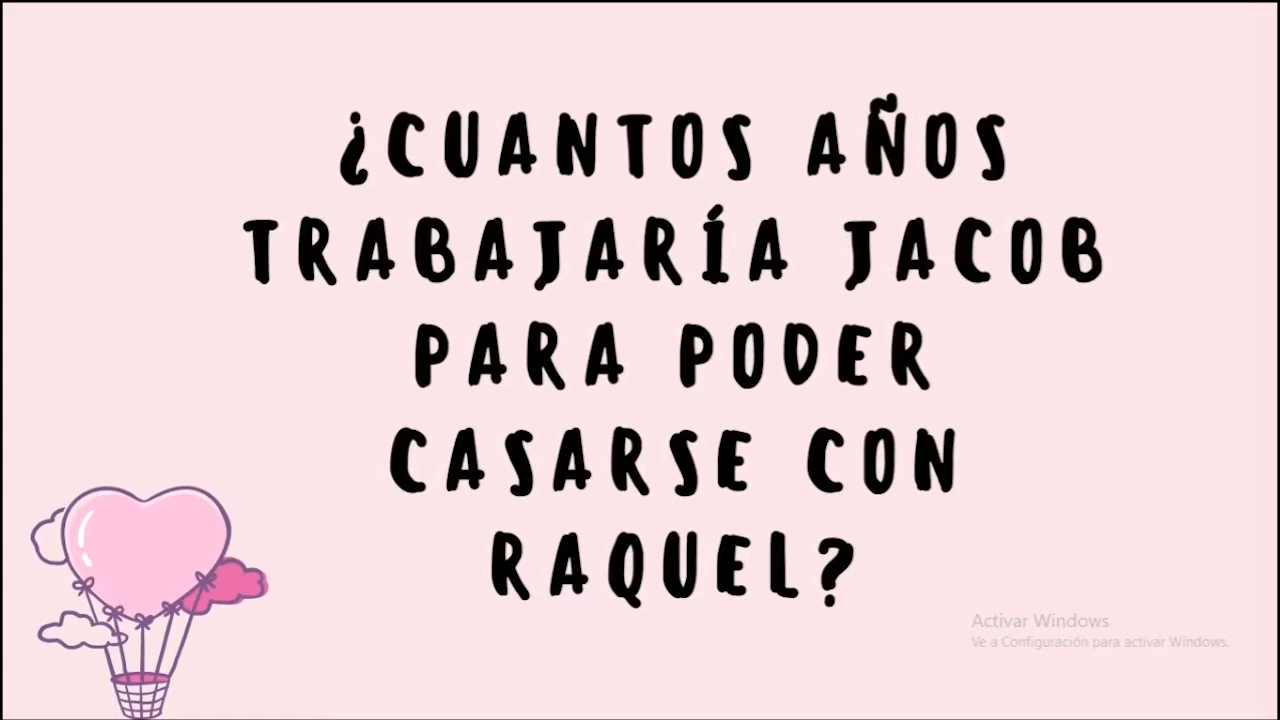 ¿CUANTOS AÑOS
TRABAJARÍA JACOB
PARA PODER
CASARSE CON
RAQUEL?
Activar Windows
Ve a Configuración para activar Windows.